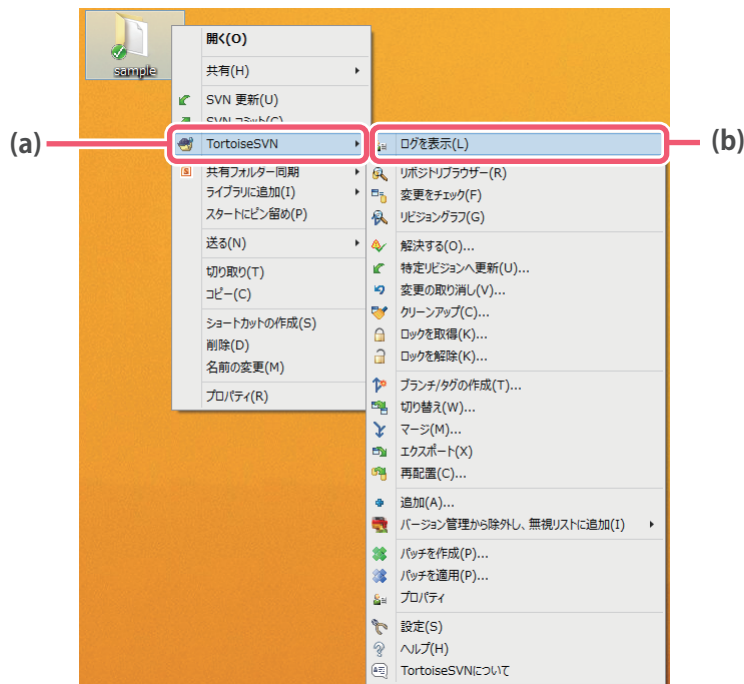 sample
開く(O)
共有(H)
SVN 更新(U)
SVN コミット(C)
TortoiseSVN
共有フォルダー同期
ライブラリに追加(I)
スタートにピン留め(P)
送る(N)
切り取り(T)
コピー(C)
ショートカットの作成(S)
削除(D)
名前の変更(M)
プロパティ(R)
(a)
(b)
ログを表示(L)
リポジトリブラウザー(R)
変更をチェック(F)
リビジョングラフ(G)
解決する(O)...
特定リビジョンへ更新(U)...
変更の取り消し(V)...
クリーンアップ(C)...
ロックを取得(K)...
ロックを解除(K)...
ブランチ/タグの作成(T)...
切り替え(W)...
マージ(M)...
エクスポート(X)
再配置(C)...
追加(A)...
バージョン管理から除外し、無視リストに追加(I)
パッチを作成(P)...
パッチを適用(P)...
プロパティ
設定(S)
ヘルプ(H)
TortoiseSVNについて